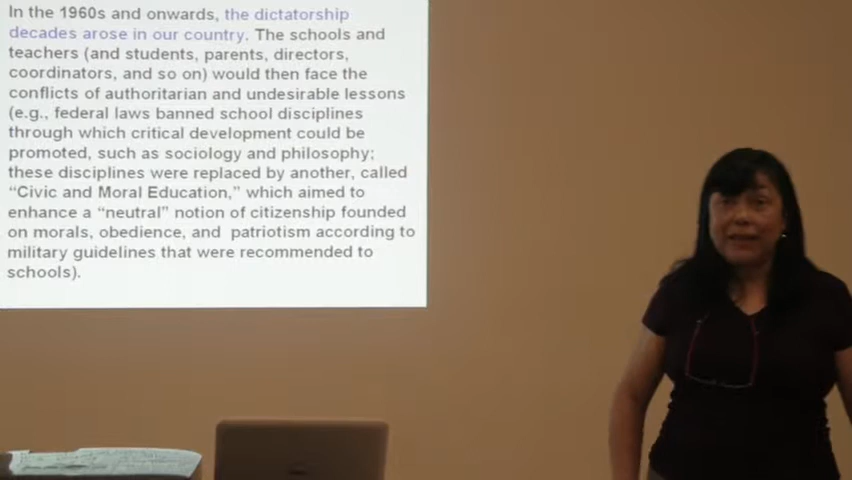 In the 1960s and onwards, the dictatorship
decades arose in our country. The schools and
teachers (and students, parents, directors,
coordinators, and so on) would then face the
conflicts of authoritarian and undesirable lessons
(e.g., federal laws banned school disciplines
through which critical development could be
promoted, such as sociology and philosophy;
these disciplines were replaced by another, called
“Civic and Moral Education,” which aimed to
enhance a “neutral” notion of citizenship founded
on morals, obedience, and patriotism according to
military guidelines that were recommended to
schools).